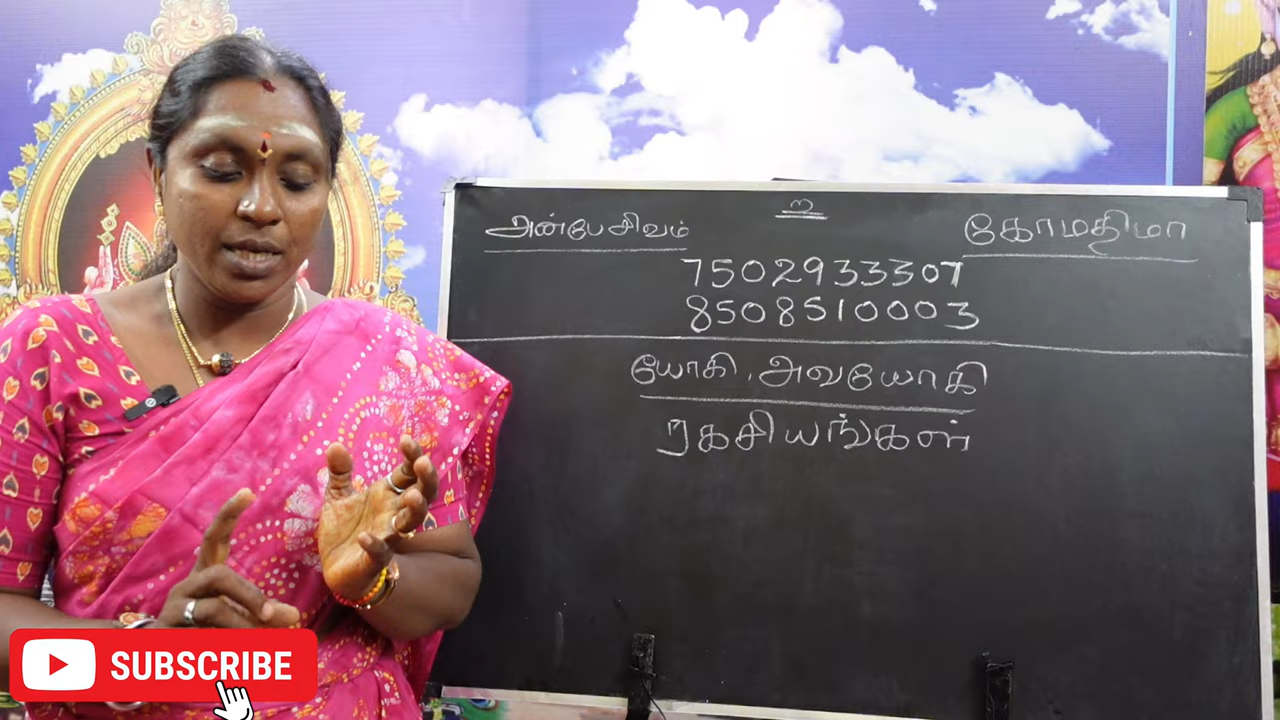 உ
அன்பே சிவம் கோமதிமா
7502933307
8508510003
யோகி, அவயோகி
ரகசியங்கள்
SUBSCRIBE